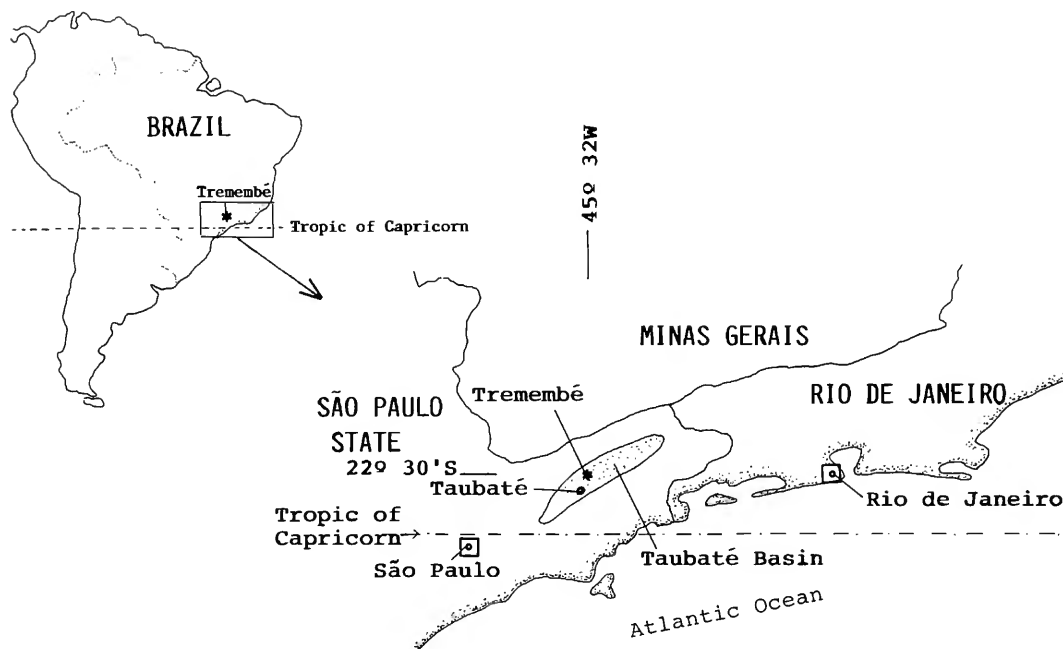 BRAZIL
Tremembé
Tropic of Capricorn
45º 32W
MINAS GERAIS
Tremembé
RIO DE JANEIRO
SÃO PAULO
STATE
22º 30'S
Taubaté
Rio de Janeiro
Tropic of
Capricorn
São Paulo
Taubaté Basin
Atlantic Ocean